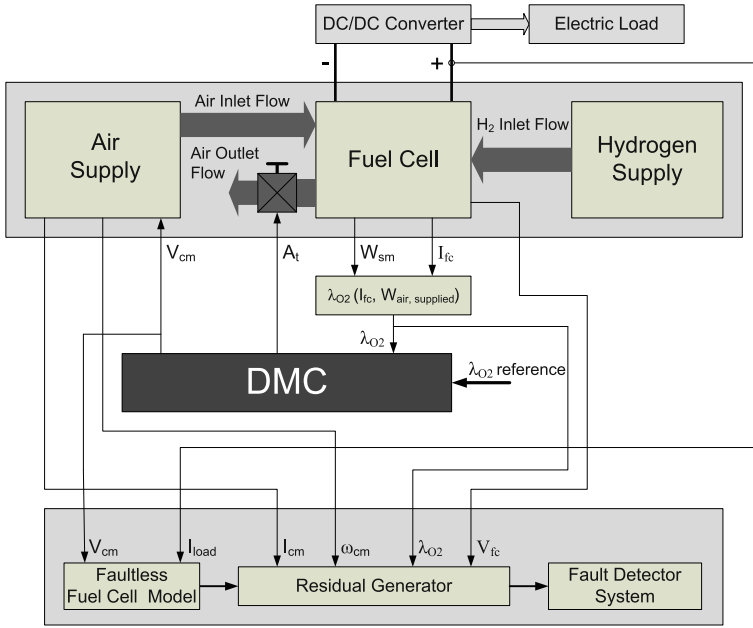 DC/DC Converter
Electric Load
-
+
Air Inlet Flow
Air
Supply
Air Outlet
Flow
Fuel Cell
H2 Inlet Flow
Hydrogen
Supply
Vcm
At
Wsm
Ifc
λO2 (Ifc, Wair, supplied)
λO2
DMC
λO2 reference
Vcm
Iload
Icm
ωcm
λO2
Vfc
Faultless
Fuel Cell Model
Residual Generator
Fault Detector
System